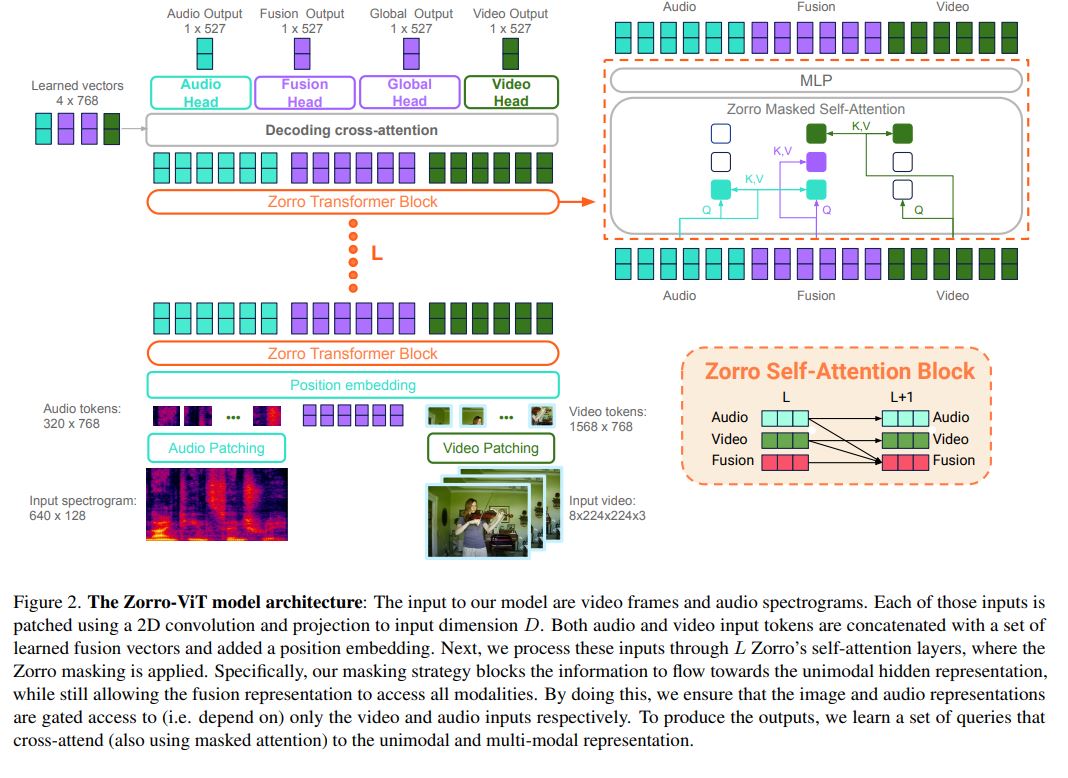 Audio Output
1 x 527
Fusion Output
1 x 527
Global Output
1 x 527
Video Output
1 x 527
Learned vectors
4 x 768
Audio
Head
Fusion
Head
Global
Head
Video
Head
Decoding cross-attention
Zorro Transformer Block
L
Zorro Transformer Block
Position embedding
Audio tokens:
320 x 768
Video tokens:
1568 x 768
Audio Patching
Video Patching
Input spectrogram:
640 x 128
Input video:
8x224x224x3
Audio
Fusion
Video
MLP
Zorro Masked Self-Attention
K,V
K,V
K,V
Q
Q
Q
Audio
Fusion
Video
Zorro Self-Attention Block
L
L+1
Audio
Audio
Video
Video
Fusion
Fusion
Figure 2. The Zorro-ViT model architecture: The input to our model are video frames and audio spectrograms. Each of those inputs is
patched using a 2D convolution and projection to input dimension D. Both audio and video input tokens are concatenated with a set of
learned fusion vectors and added a position embedding. Next, we process these inputs through L Zorro's self-attention layers, where the
Zorro masking is applied. Specifically, our masking strategy blocks the information to flow towards the unimodal hidden representation,
while still allowing the fusion representation to access all modalities. By doing this, we ensure that the image and audio representations
are gated access to (i.e. depend on) only the video and audio inputs respectively. To produce the outputs, we learn a set of queries that
cross-attend (also using masked attention) to the unimodal and multi-modal representation.